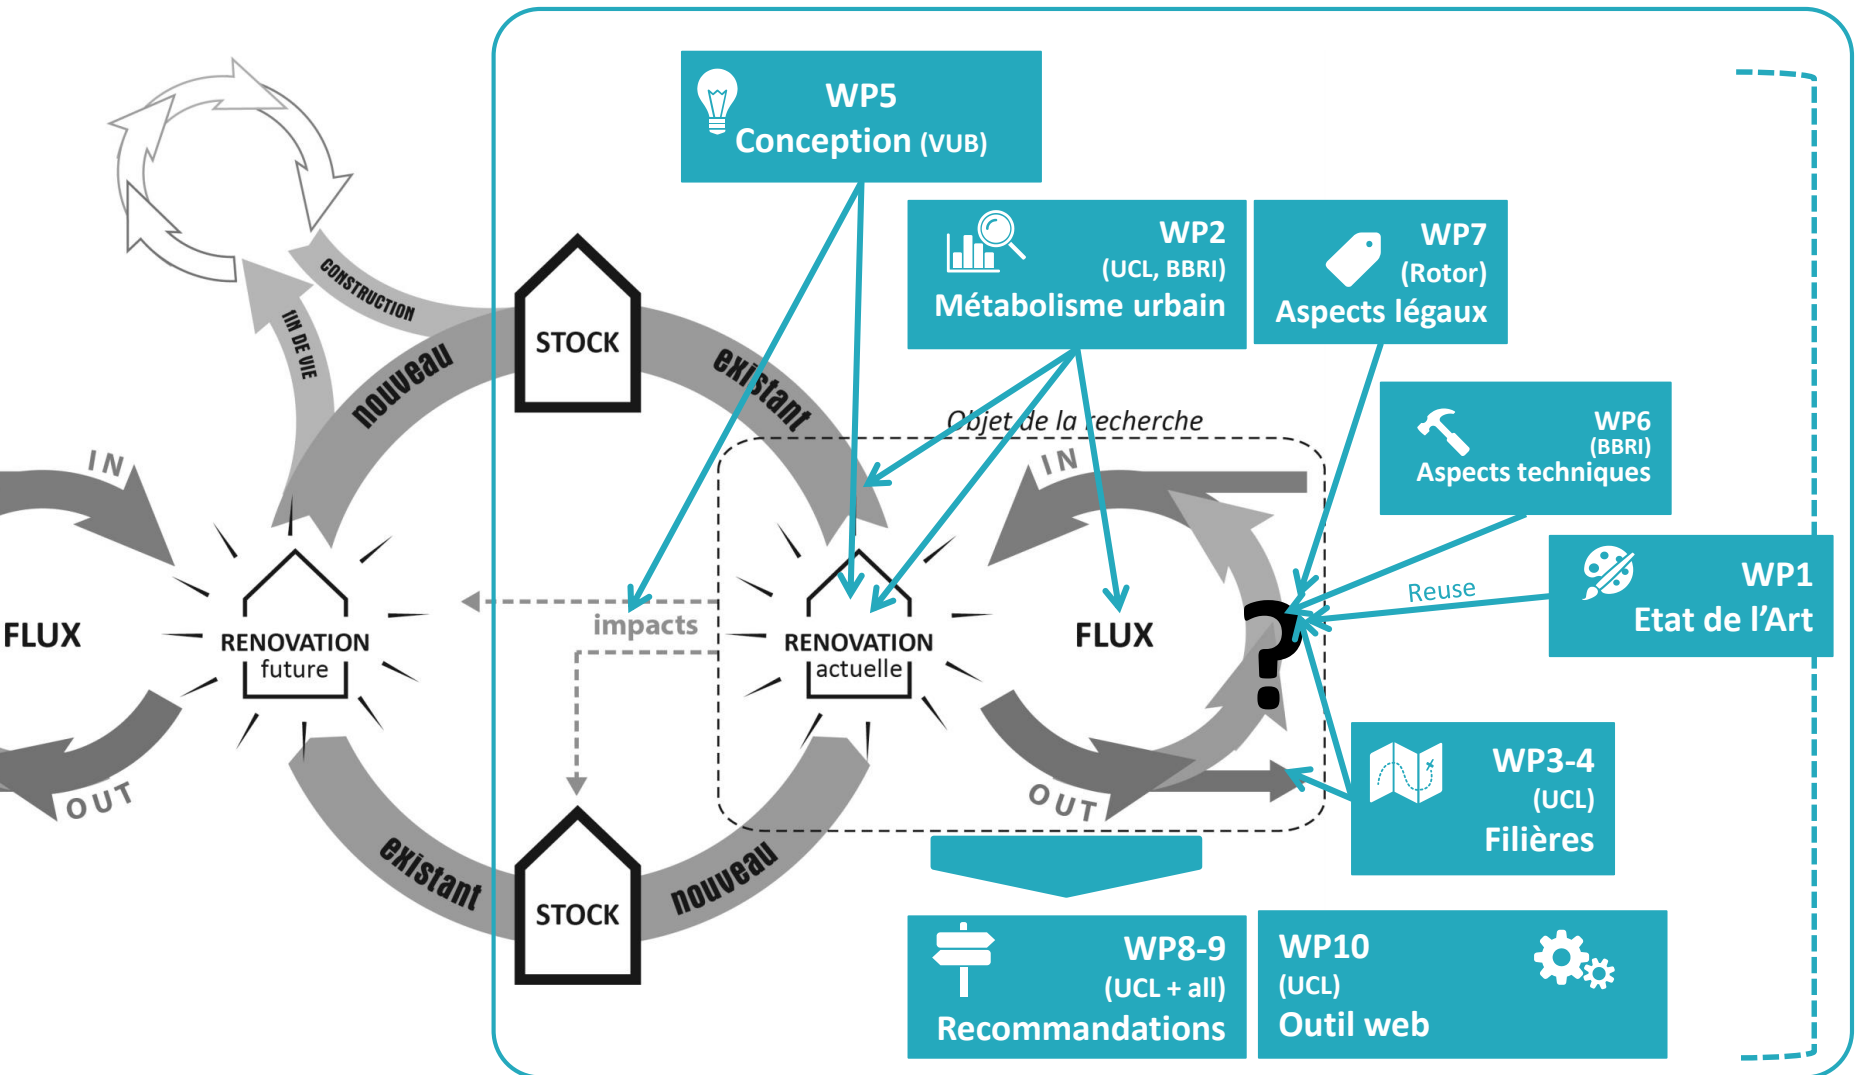 WP5
Conception (VUB)
WP2
(UCL, BBRI)
Métabolisme urbain
WP7
(Rotor)
Aspects légaux
CONSTRUCTION
FIN DE VIE
nouveau
STOCK
existant
Objet de la recherche
WP6
(BBRI)
Aspects techniques
IN
IN
WP1
Etat de l'Art
Reuse
FLUX
RENOVATION
future
impacts
RENOVATION
actuelle
FLUX
?
OUT
OUT
WP3-4
(UCL)
Filières
existant
STOCK
nouveau
WP8-9
(UCL + all)
Recommandations
WP10
(UCL)
Outil web